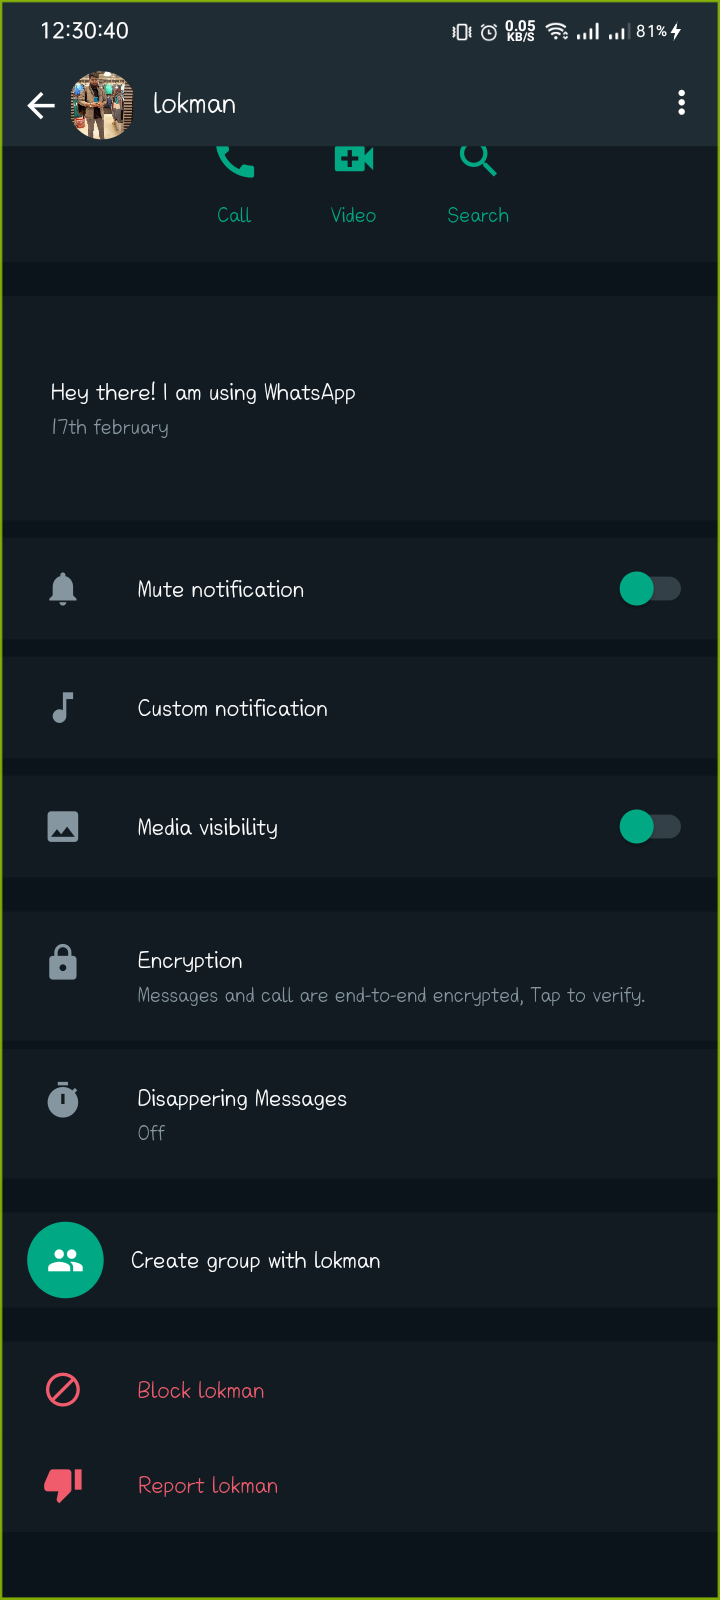 12:30:40
0.05
KB/S
81%
lokman
Call
Video
Search
Hey there! I am using WhatsApp
17th february
Mute notification
Custom notification
Media visibility
Encryption
Messages and call are end-to-end encrypted, Tap to verify.
Disappering Messages
Off
Create group with lokman
Block lokman
Report lokman